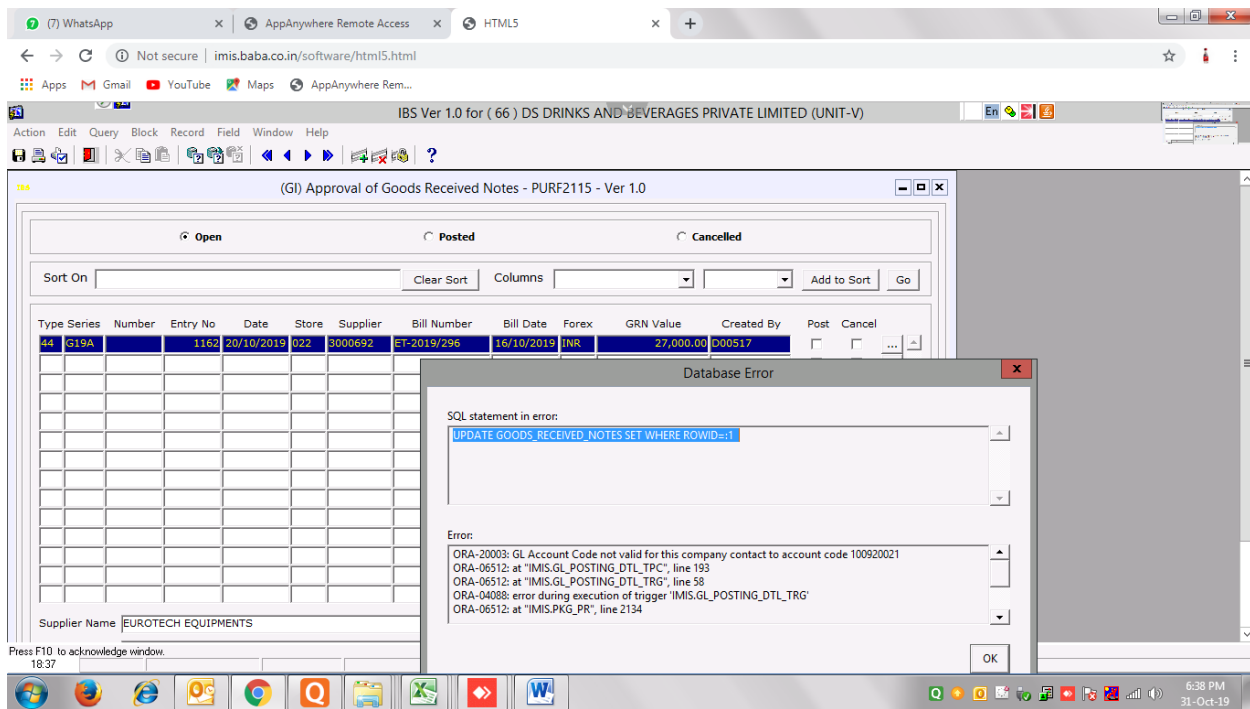 (7) WhatsApp
AppAnywhere Remote Access
HTML5
Not secure | imis.baba.co.in/software/html5.html
Apps Gmail YouTube Maps AppAnywhere Rem...
IBS Ver 1.0 for ( 66 ) DS DRINKS AND BEVERAGES PRIVATE LIMITED (UNIT-V)
En
Action Edit Query Block Record Field Window Help
(GI) Approval of Goods Received Notes - PURF2115 - Ver 1.0
Open Posted Cancelled
Sort On Clear Sort Columns Add to Sort Go
Type Series Number Entry No Date Store Supplier Bill Number Bill Date Forex GRN Value Created By Post Cancel
44 G19A 1162 20/10/2019 022 3000692 ET-2019/296 16/10/2019 INR 27,000.00 D00517 ...
Database Error
SQL statement in error:
UPDATE GOODS_RECEIVED_NOTES SET WHERE ROWID=:1
Error:
ORA-20003: GL Account Code not valid for this company contact to account code 100920021
ORA-06512: at "IMIS.GL_POSTING_DTL_TPC", line 193
ORA-06512: at "IMIS.GL_POSTING_DTL_TRG", line 58
ORA-04088: error during execution of trigger 'IMIS.GL_POSTING_DTL_TRG'
ORA-06512: at "IMIS.PKG_PR", line 2134
OK
Supplier Name EUROTECH EQUIPMENTS
Press F10 to acknowledge window.
18:37
6:38 PM
31-Oct-19